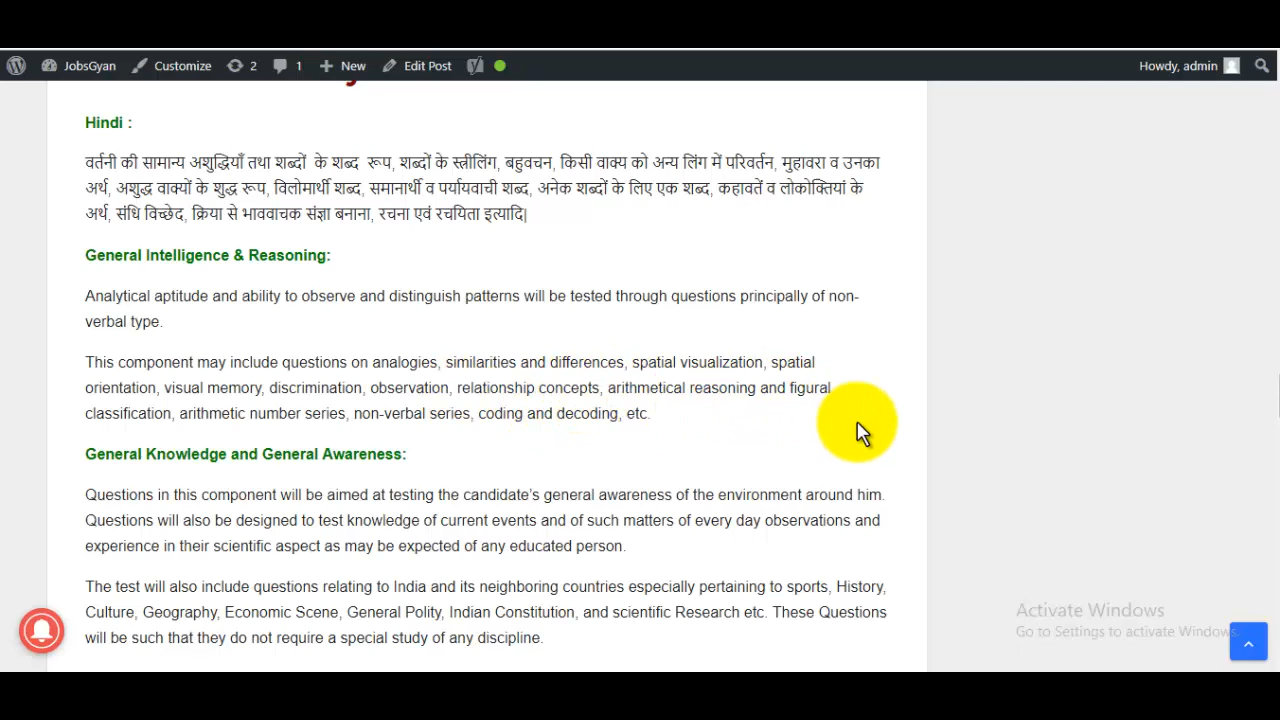 JobsGyan Customize 2 1 New Edit Post Howdy, admin
Hindi :
वर्तनी की सामान्य अशुद्धियाँ तथा शब्दों के शब्द रूप, शब्दों के स्त्रीलिंग, बहुवचन, किसी वाक्य को अन्य लिंग में परिवर्तन, मुहावरा व उनका
अर्थ, अशुद्ध वाक्यों के शुद्ध रूप, विलोमार्थी शब्द, समानार्थी व पर्यायवाची शब्द, अनेक शब्दों के लिए एक शब्द, कहावतें व लोकोक्तियां के
अर्थ, संधि विच्छेद, क्रिया से भाववाचक संज्ञा बनाना, रचना एवं रचयिता इत्यादि|
General Intelligence & Reasoning:
Analytical aptitude and ability to observe and distinguish patterns will be tested through questions principally of non-
verbal type.
This component may include questions on analogies, similarities and differences, spatial visualization, spatial
orientation, visual memory, discrimination, observation, relationship concepts, arithmetical reasoning and figural
classification, arithmetic number series, non-verbal series, coding and decoding, etc.
General Knowledge and General Awareness:
Questions in this component will be aimed at testing the candidate’s general awareness of the environment around him.
Questions will also be designed to test knowledge of current events and of such matters of every day observations and
experience in their scientific aspect as may be expected of any educated person.
The test will also include questions relating to India and its neighboring countries especially pertaining to sports, History,
Culture, Geography, Economic Scene, General Polity, Indian Constitution, and scientific Research etc. These Questions
will be such that they do not require a special study of any discipline.
Activate Windows
Go to Settings to activate Windows.